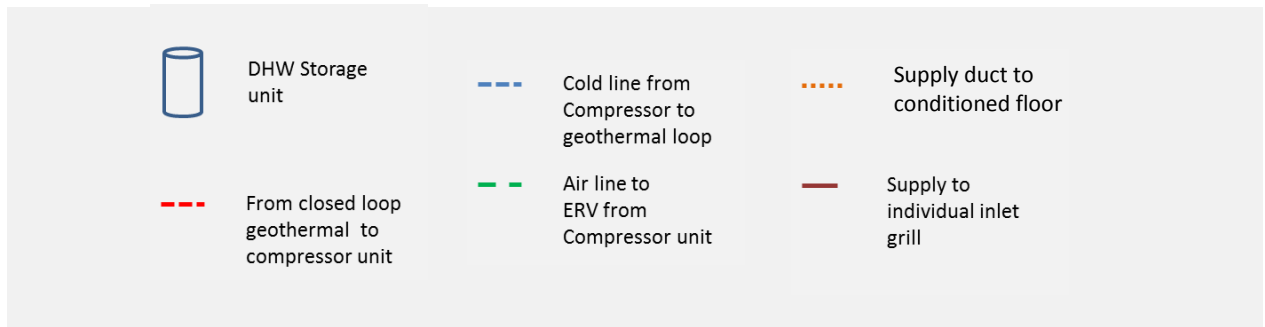 DHW Storage
unit
From closed loop
geothermal to
compressor unit
Cold line from
Compressor to
geothermal loop
Air line to
ERV from
Compressor unit
Supply duct to
conditioned floor
Supply to
individual inlet
grill